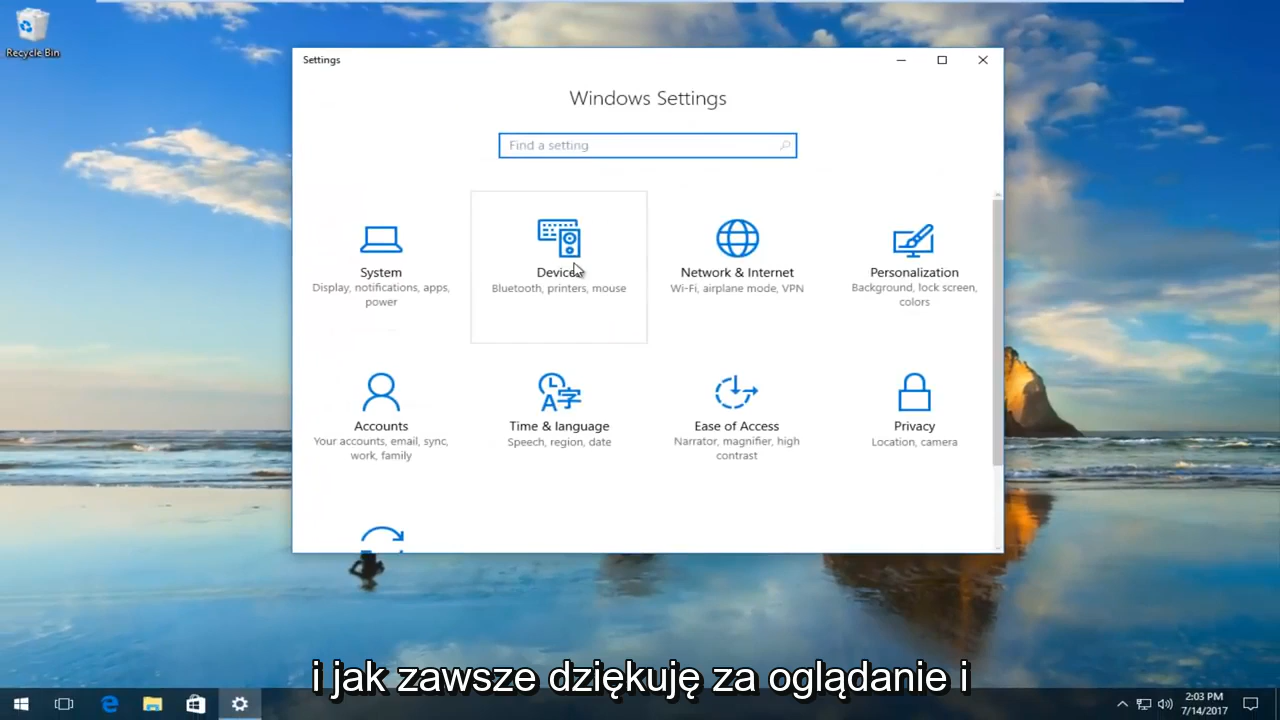 Recycle Bin
Settings
Windows Settings
Find a setting
System
Display, notifications, apps,
power
Devices
Bluetooth, printers, mouse
Network & Internet
Wi-Fi, airplane mode, VPN
Personalization
Background, lock screen,
colors
Accounts
Your accounts, email, sync,
work, family
Time & language
Speech, region, date
Ease of Access
Narrator, magnifier, high
contrast
Privacy
Location, camera
i jak zawsze dziękuję za oglądanie i
2:03 PM
7/14/2017